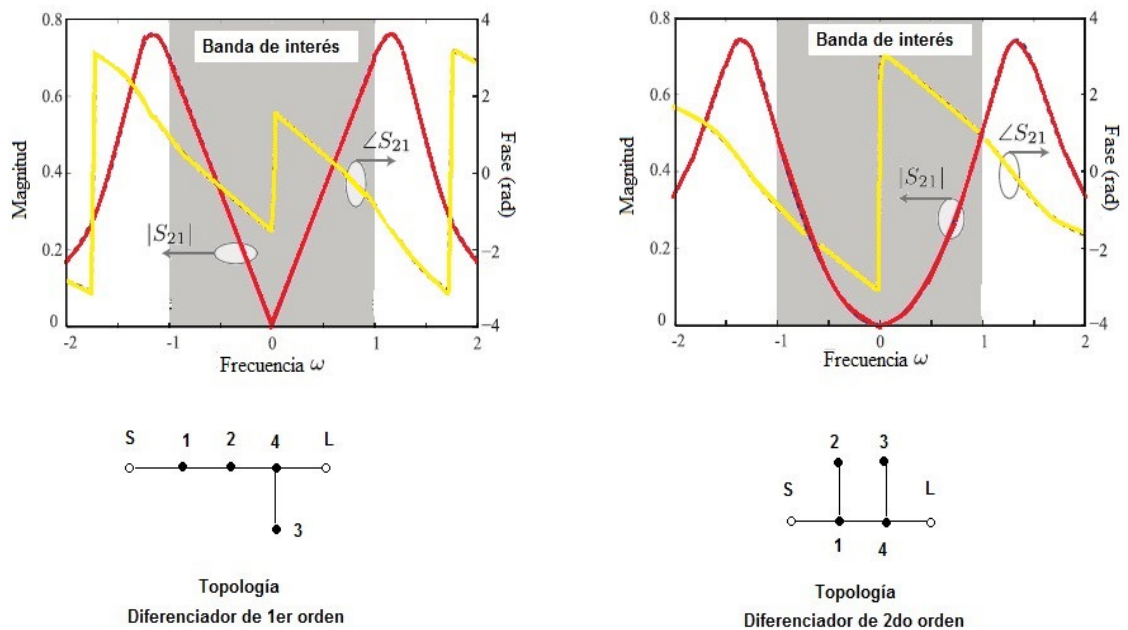 Banda de interés
0.8
0.6
0.4
0.2
0
Magnitud
4
2
0
−2
−4
Fase (rad)
∠S21
|S21|
-2
-1
0
1
2
Frecuencia ω
Banda de interés
0.8
0.6
0.4
0.2
0
Magnitud
4
2
0
−2
−4
Fase (rad)
∠S21
|S21|
-2
-1
0
1
2
Frecuencia ω
S
1
2
4
L
3
Topología
Diferenciador de 1er orden
2
3
S
L
1
4
Topología
Diferenciador de 2do orden